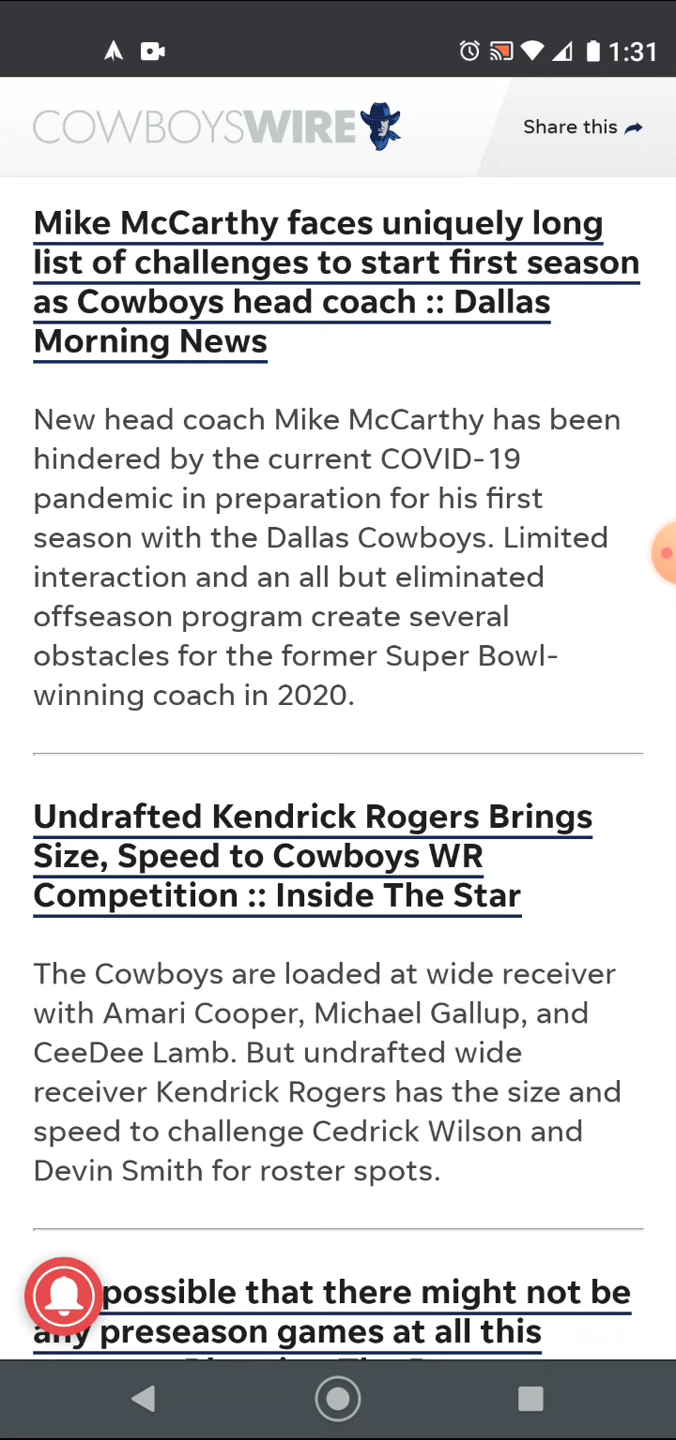 1:31
COWBOYSWIRE
Share this
Mike McCarthy faces uniquely long
list of challenges to start first season
as Cowboys head coach :: Dallas
Morning News
New head coach Mike McCarthy has been
hindered by the current COVID-19
pandemic in preparation for his first
season with the Dallas Cowboys. Limited
interaction and an all but eliminated
offseason program create several
obstacles for the former Super Bowl-
winning coach in 2020.
Undrafted Kendrick Rogers Brings
Size, Speed to Cowboys WR
Competition :: Inside The Star
The Cowboys are loaded at wide receiver
with Amari Cooper, Michael Gallup, and
CeeDee Lamb. But undrafted wide
receiver Kendrick Rogers has the size and
speed to challenge Cedrick Wilson and
Devin Smith for roster spots.
possible that there might not be
any preseason games at all this